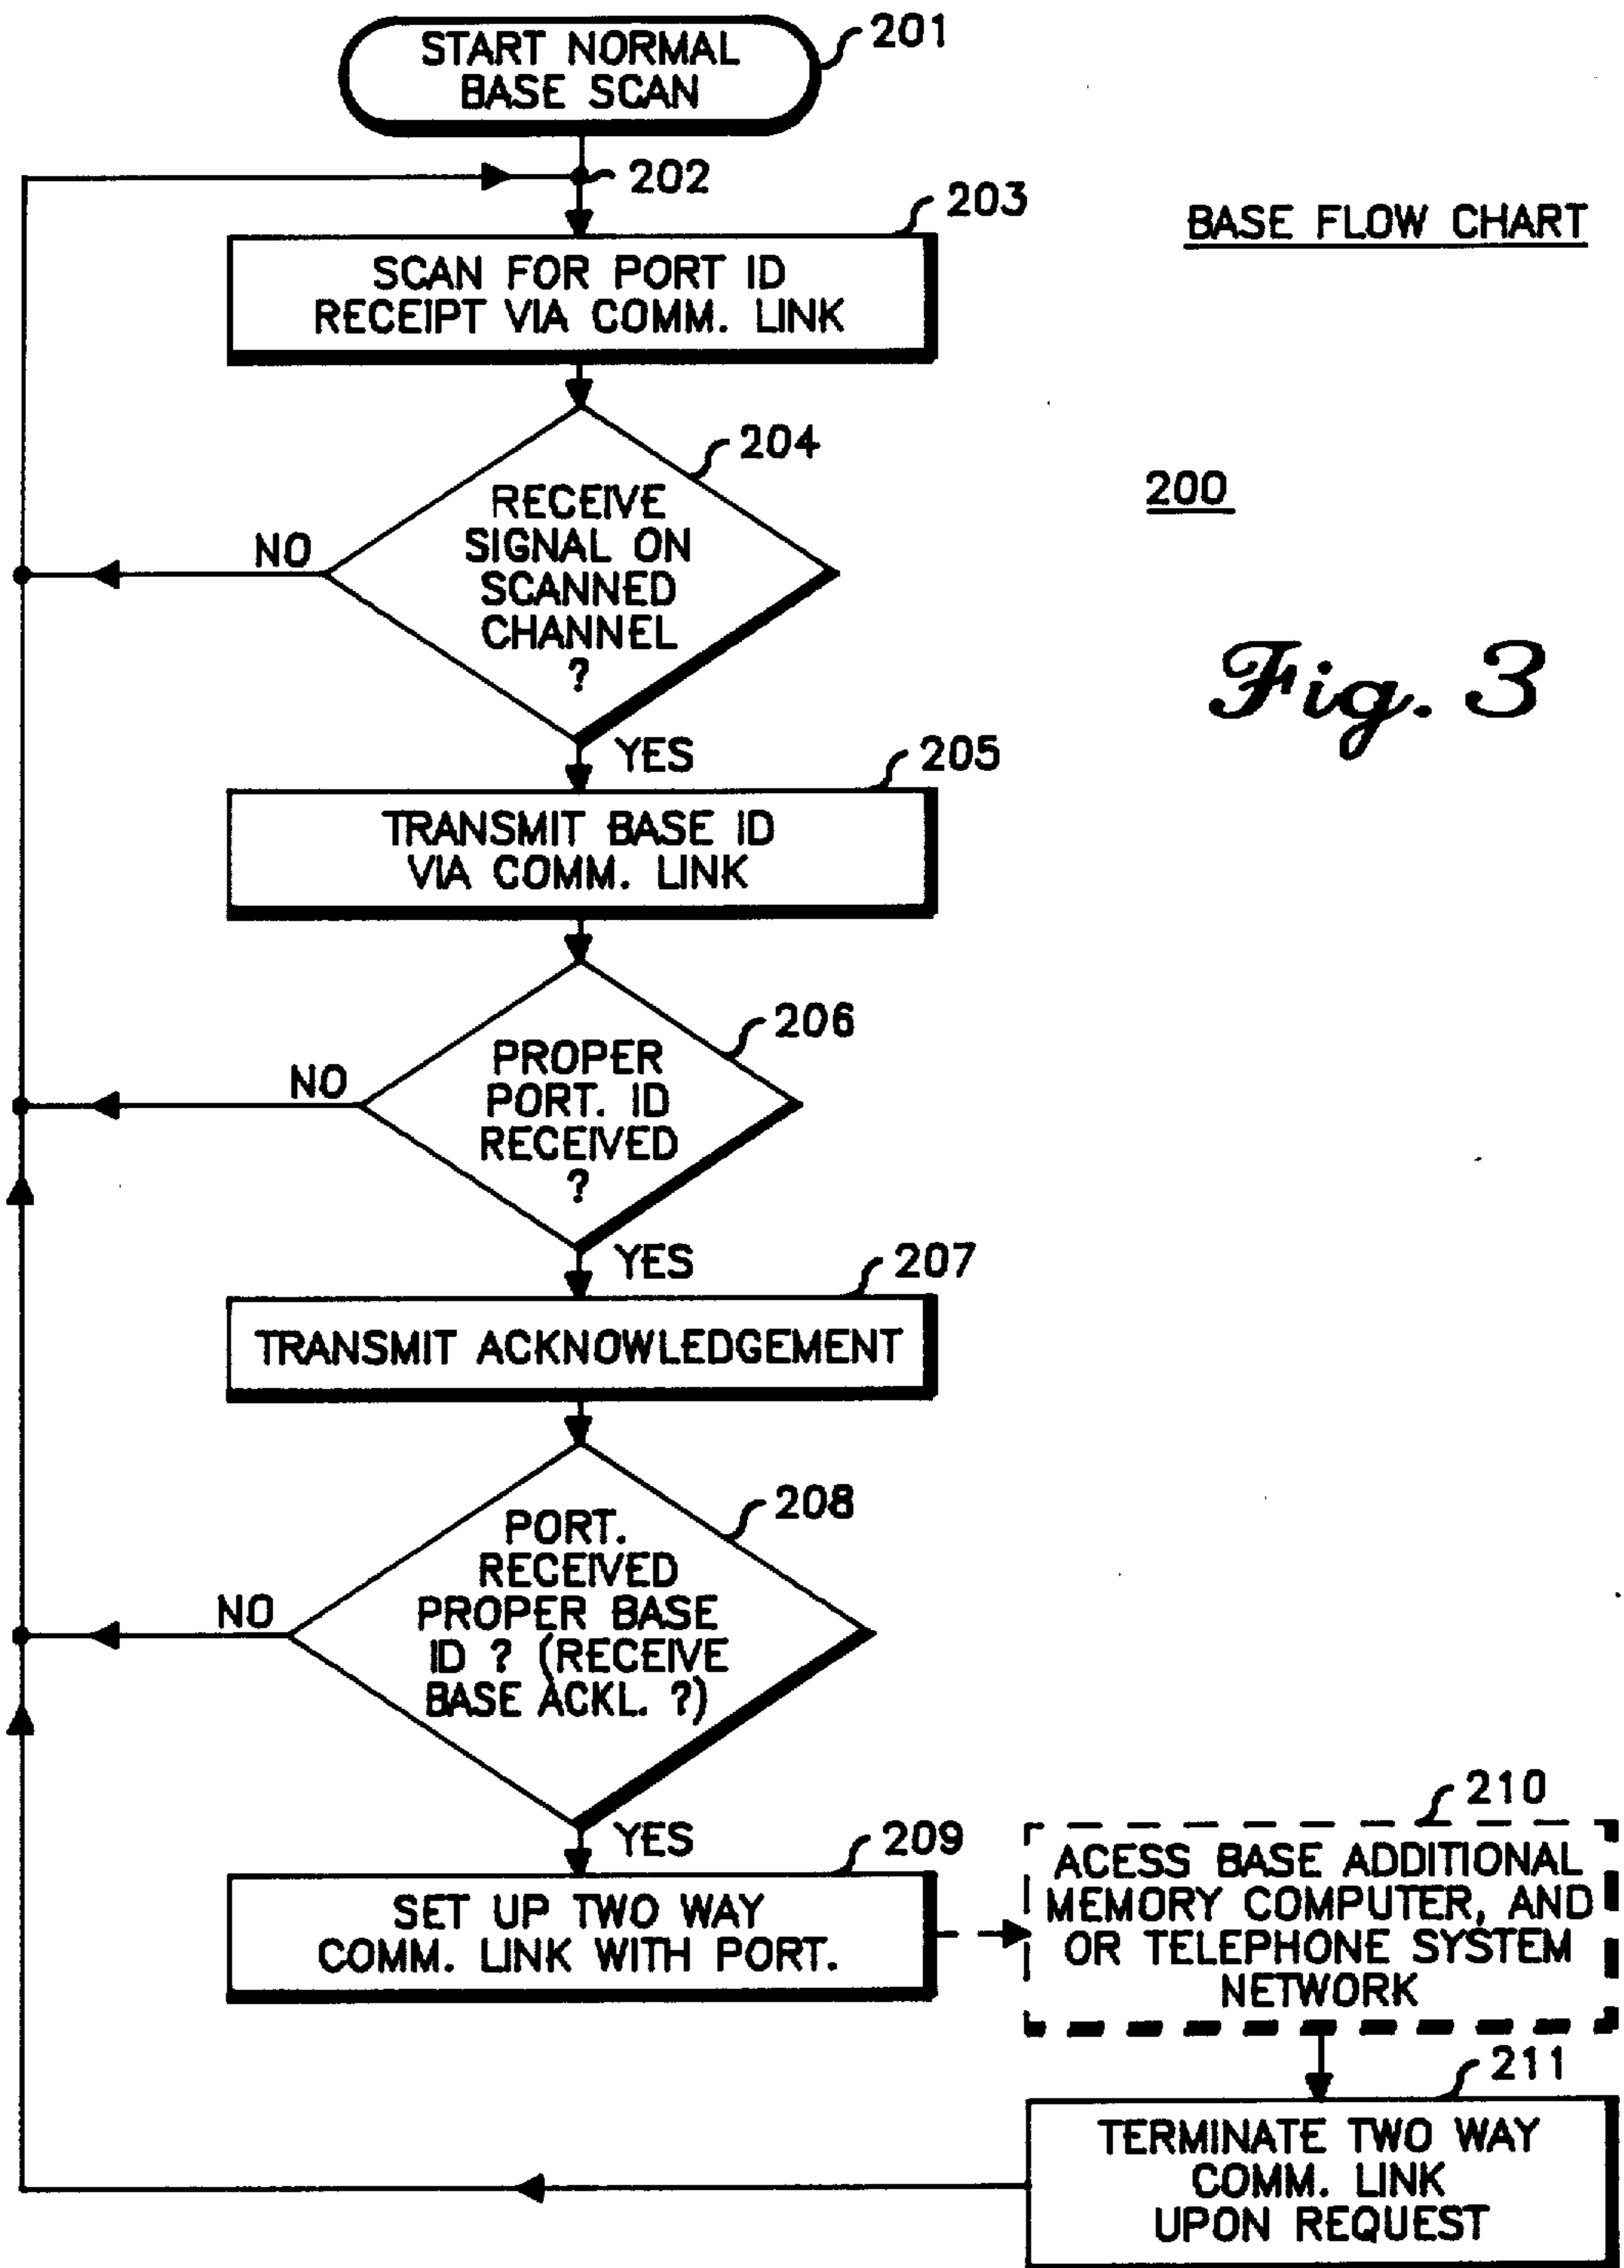 START NORMAL
BASE SCAN
201
202
203
BASE FLOW CHART
SCAN FOR PORT ID
RECEIPT VIA COMM. LINK
204
200
RECEIVE
SIGNAL ON
SCANNED
CHANNEL
?
NO
Fig. 3
YES
205
TRANSMIT BASE ID
VIA COMM. LINK
206
PROPER
PORT. ID
RECEIVED
?
NO
YES
207
TRANSMIT ACKNOWLEDGEMENT
208
PORT.
RECEIVED
PROPER BASE
ID ? (RECEIVE
BASE ACKL. ?)
NO
YES
209
SET UP TWO WAY
COMM. LINK WITH PORT.
210
ACESS BASE ADDITIONAL
MEMORY COMPUTER, AND
OR TELEPHONE SYSTEM
NETWORK
211
TERMINATE TWO WAY
COMM. LINK
UPON REQUEST